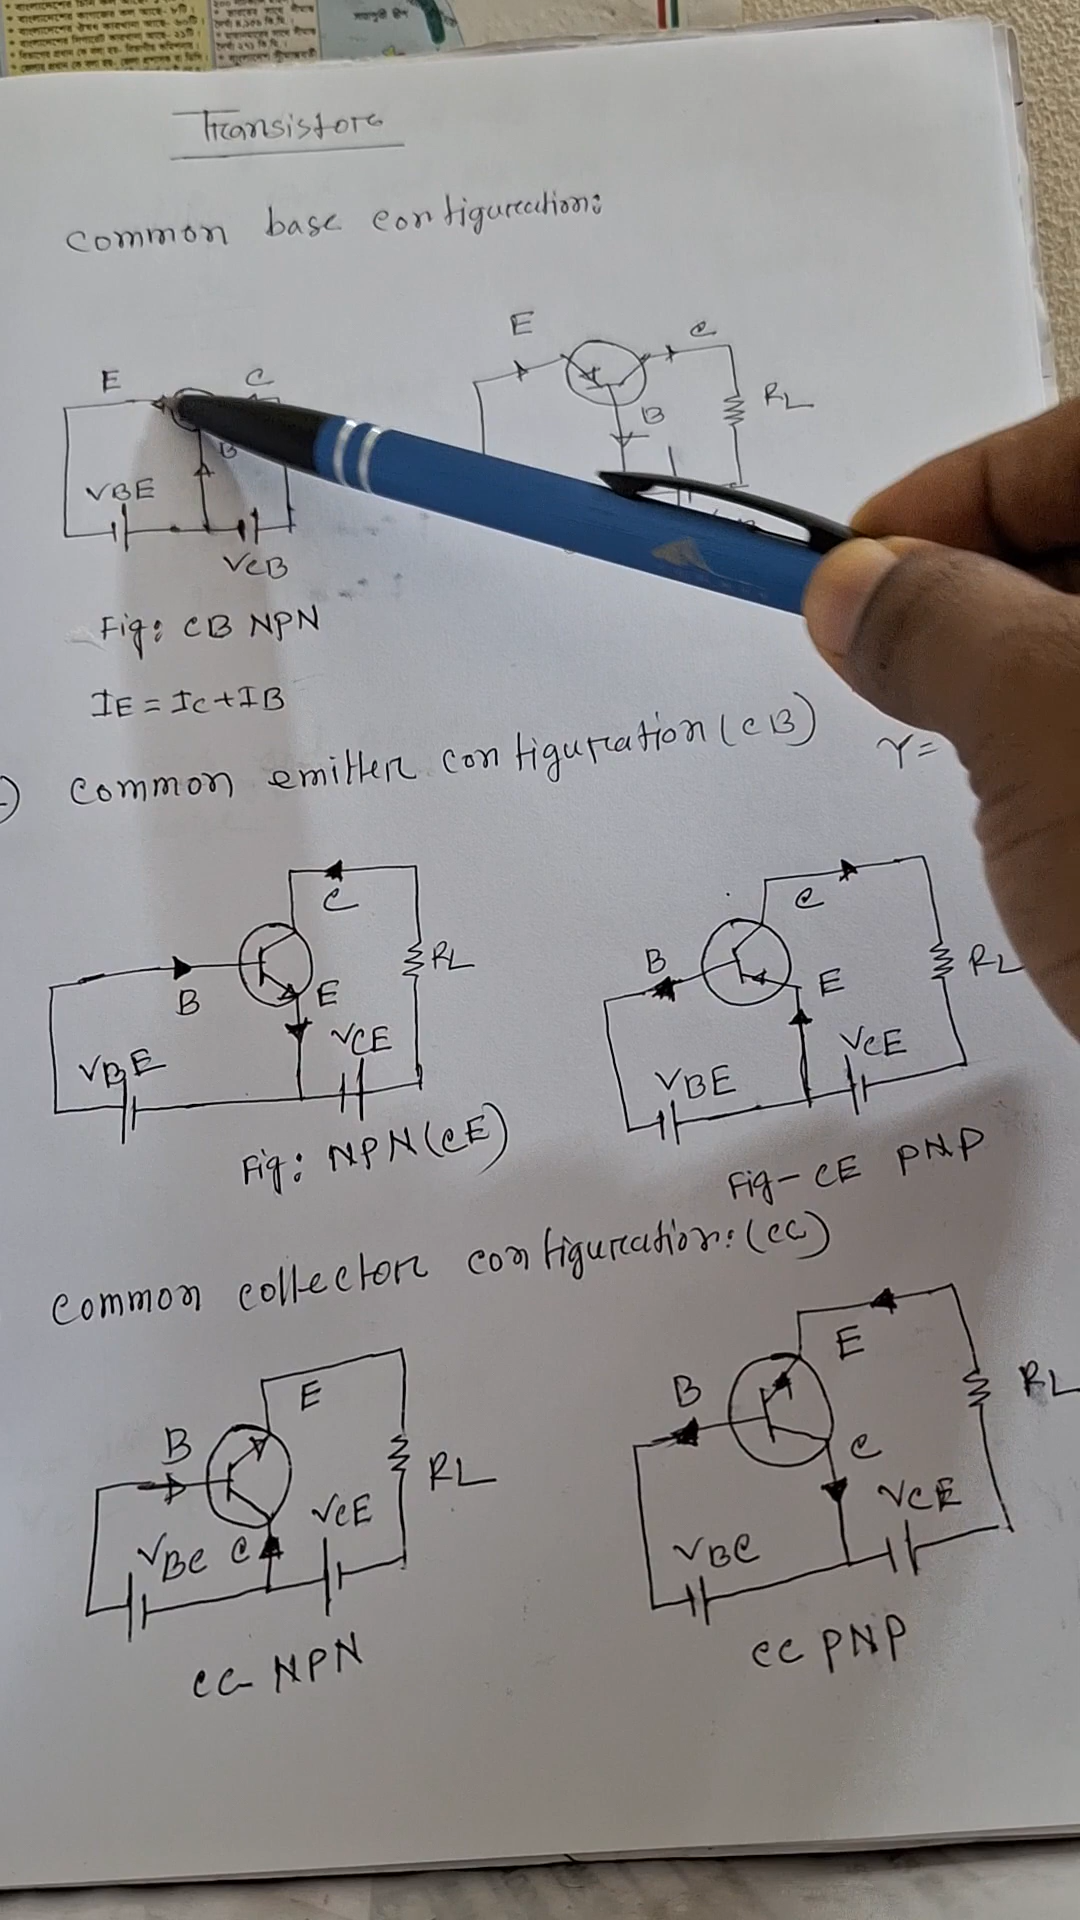 Transistors
Common base configuration:
E C
B
VBE
VCB
Fig: CB NPN
IE = IC + IB
E C
B
RL
Common emitter configuration (CB)
γ=
C
B
E
RL
VBE
VCE
Fig: NPN (CE)
C
B
E
RL
VBE
VCE
Fig- CE PNP
Common collector configuration: (CC)
E
B
RL
VBC
C
VCE
CC NPN
E
B
RL
C
VBC
VCE
CC PNP